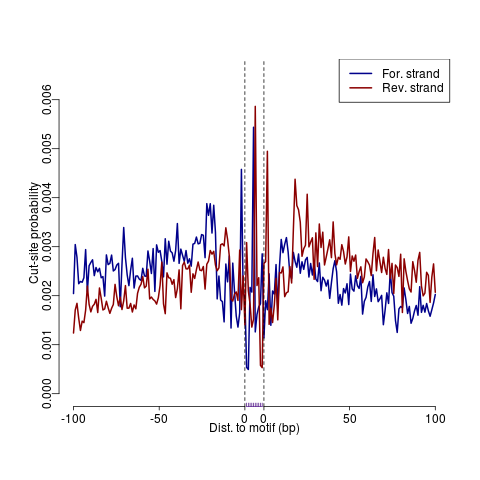 For. strand
Rev. strand
Cut-site probability
0.006
0.005
0.004
0.003
0.002
0.001
0.000
-100 -50 0 0 50 100
Dist. to motif (bp)